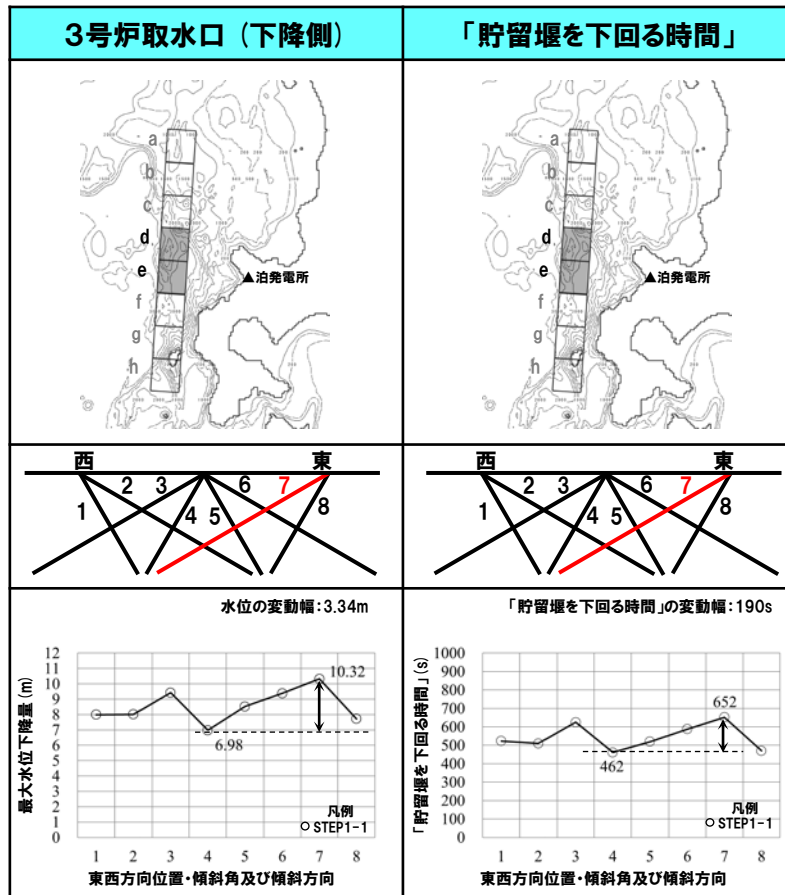 3号炉取水口（下降側）
「貯留堰を下回る時間」
a
b
c
d
e
f
g
h
▲泊発電所
a
b
c
d
e
f
g
h
▲泊発電所
西 東
1 2 3 4 5 6 7 8
西 東
1 2 3 4 5 6 7 8
水位の変動幅：3.34m
最大水位下降量(m)
12
11
10
9
8
7
6
5
4
3
2
1
0
10.32
6.98
凡例
○ STEP1-1
1 2 3 4 5 6 7 8
東西方向位置・傾斜角及び傾斜方向
「貯留堰を下回る時間」の変動幅：190s
「貯留堰を下回る時間」(s)
1000
900
800
700
600
500
400
300
200
100
0
652
462
凡例
○ STEP1-1
1 2 3 4 5 6 7 8
東西方向位置・傾斜角及び傾斜方向